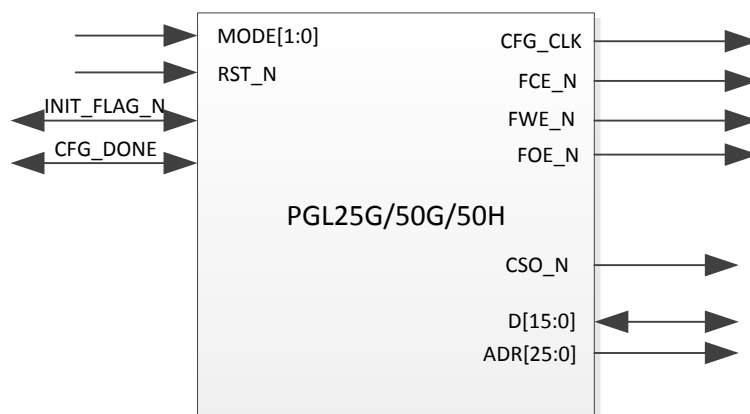 MODE[1:0]
RST_N
INIT_FLAG_N
CFG_DONE
CFG_CLK
FCE_N
FWE_N
FOE_N
PGL25G/50G/50H
CSO_N
D[15:0]
ADR[25:0]